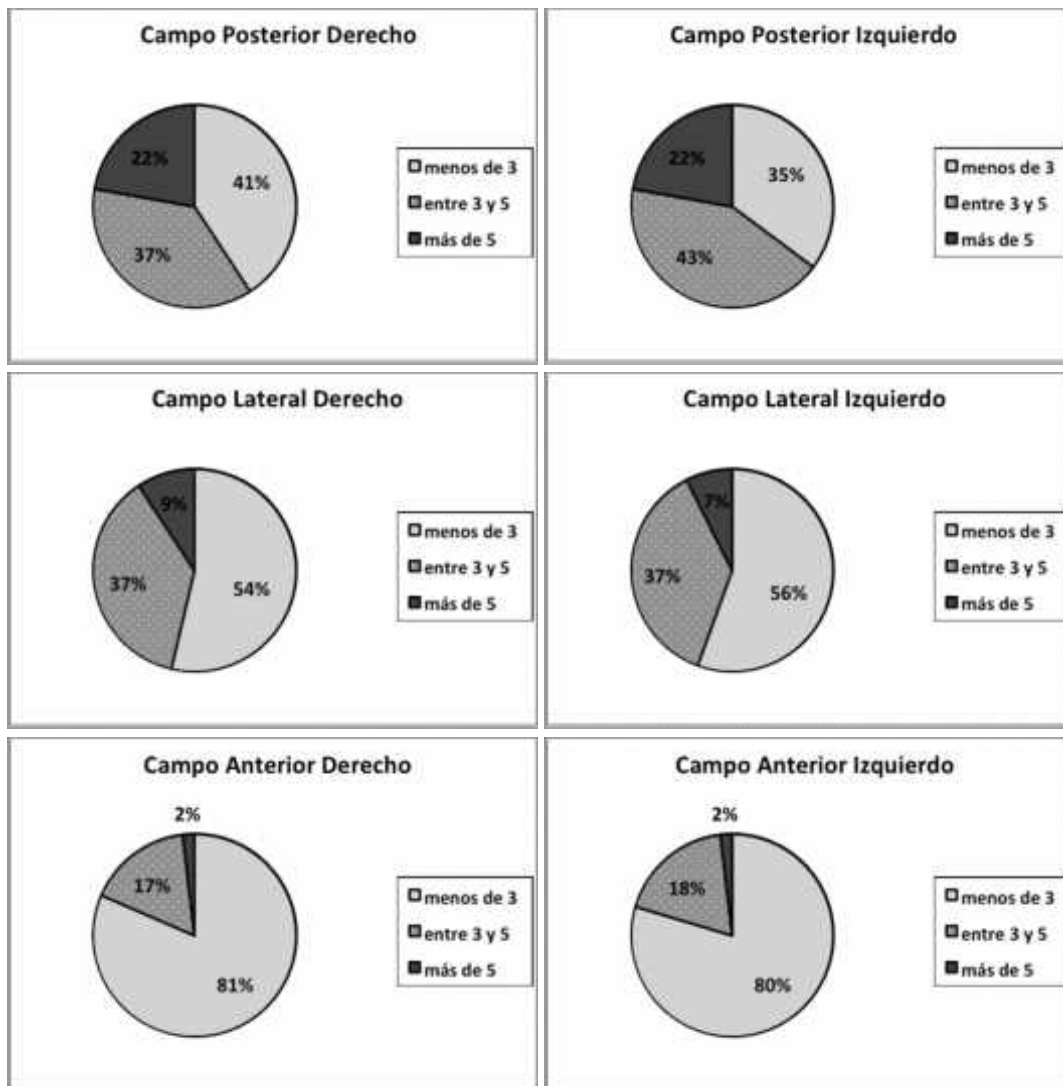 Campo Posterior Derecho
22%
41%
37%
menos de 3
entre 3 y 5
más de 5
Campo Posterior Izquierdo
22%
35%
43%
menos de 3
entre 3 y 5
más de 5
Campo Lateral Derecho
9%
37%
54%
menos de 3
entre 3 y 5
más de 5
Campo Lateral Izquierdo
7%
37%
56%
menos de 3
entre 3 y 5
más de 5
Campo Anterior Derecho
2%
17%
81%
menos de 3
entre 3 y 5
más de 5
Campo Anterior Izquierdo
2%
18%
80%
menos de 3
entre 3 y 5
más de 5